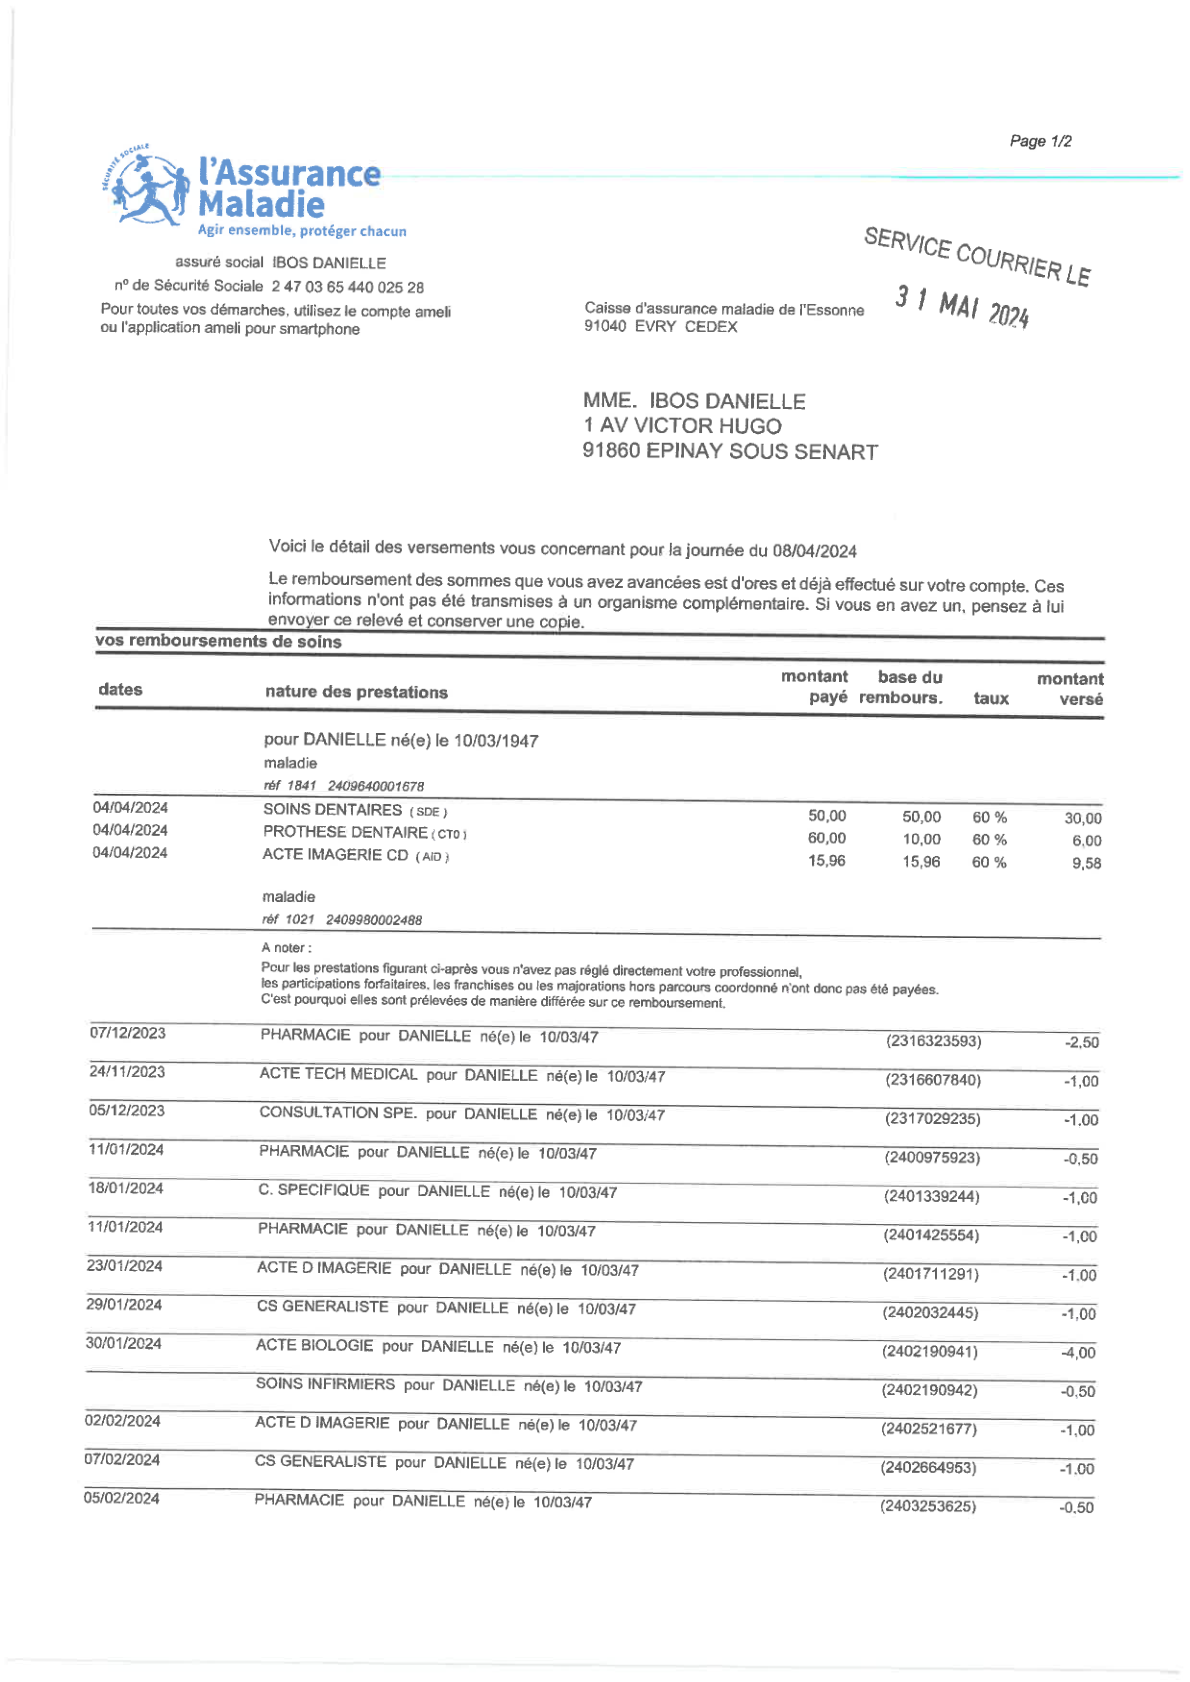 Page 1/2
SÉCURITÉ SOCIALE
l'Assurance
Maladie
Agir ensemble, protéger chacun
SERVICE COURRIER LE
31 MAI 2024
assuré social IBOS DANIELLE
n° de Sécurité Sociale 2 47 03 65 440 025 28
Pour toutes vos démarches, utilisez le compte ameli
ou l'application ameli pour smartphone
Caisse d'assurance maladie de l'Essonne
91040 EVRY CEDEX
MME. IBOS DANIELLE
1 AV VICTOR HUGO
91860 EPINAY SOUS SENART
Voici le détail des versements vous concernant pour la journée du 08/04/2024
Le remboursement des sommes que vous avez avancées est d'ores et déjà effectué sur votre compte. Ces
informations n'ont pas été transmises à un organisme complémentaire. Si vous en avez un, pensez à lui
envoyer ce relevé et conserver une copie.
vos remboursements de soins
dates nature des prestations montant payé base du rembours. taux montant versé
pour DANIELLE né(e) le 10/03/1947
maladie
réf 1841 2409640001678
04/04/2024 SOINS DENTAIRES (SDE) 50,00 50,00 60 % 30,00
04/04/2024 PROTHESE DENTAIRE (CT0) 60,00 10,00 60 % 6,00
04/04/2024 ACTE IMAGERIE CD (AID) 15,96 15,96 60 % 9,58
maladie
réf 1021 2409980002488
A noter :
Pour les prestations figurant ci-après vous n'avez pas réglé directement votre professionnel,
les participations forfaitaires, les franchises ou les majorations hors parcours coordonné n'ont donc pas été payées.
C'est pourquoi elles sont prélevées de manière différée sur ce remboursement.
07/12/2023 PHARMACIE pour DANIELLE né(e) le 10/03/47 (2316323593) -2,50
24/11/2023 ACTE TECH MEDICAL pour DANIELLE né(e) le 10/03/47 (2316607840) -1,00
05/12/2023 CONSULTATION SPE. pour DANIELLE né(e) le 10/03/47 (2317029235) -1,00
11/01/2024 PHARMACIE pour DANIELLE né(e) le 10/03/47 (2400975923) -0,50
18/01/2024 C. SPECIFIQUE pour DANIELLE né(e) le 10/03/47 (2401339244) -1,00
11/01/2024 PHARMACIE pour DANIELLE né(e) le 10/03/47 (2401425554) -1,00
23/01/2024 ACTE D IMAGERIE pour DANIELLE né(e) le 10/03/47 (2401711291) -1,00
29/01/2024 CS GENERALISTE pour DANIELLE né(e) le 10/03/47 (2402032445) -1,00
30/01/2024 ACTE BIOLOGIE pour DANIELLE né(e) le 10/03/47 (2402190941) -4,00
SOINS INFIRMIERS pour DANIELLE né(e) le 10/03/47 (2402190942) -0,50
02/02/2024 ACTE D IMAGERIE pour DANIELLE né(e) le 10/03/47 (2402521677) -1,00
07/02/2024 CS GENERALISTE pour DANIELLE né(e) le 10/03/47 (2402664953) -1,00
05/02/2024 PHARMACIE pour DANIELLE né(e) le 10/03/47 (2403253625) -0,50